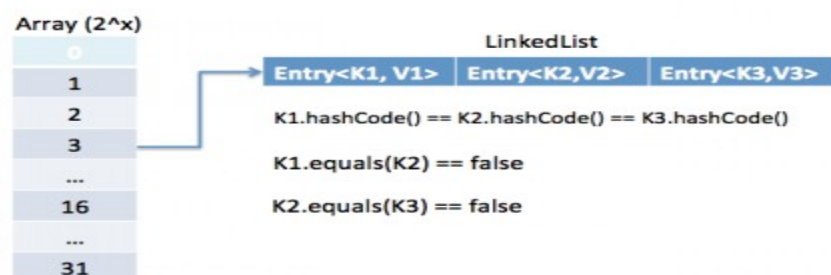 Array (2^x)
0
1
2
3
...
16
...
31
LinkedList
Entry<K1, V1> Entry<K2,V2> Entry<K3,V3>
K1.hashCode() == K2.hashCode() == K3.hashCode()
K1.equals(K2) == false
K2.equals(K3) == false